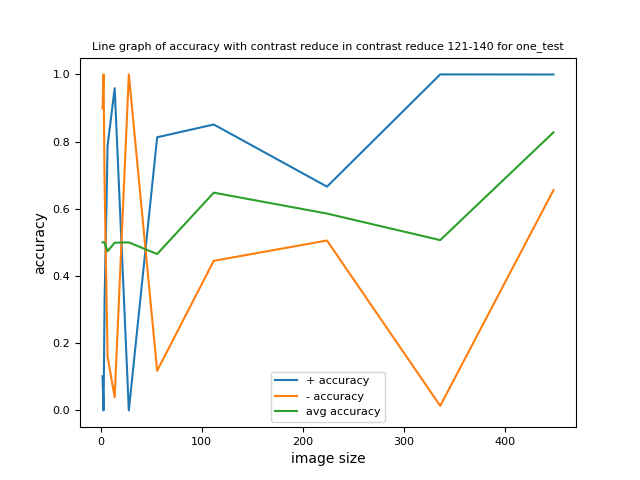 Line graph of accuracy with contrast reduce in contrast reduce 121-140 for one_test
1.0
0.8
0.6
0.4
0.2
0.0
accuracy
+ accuracy
- accuracy
avg accuracy
0 100 200 300 400
image size